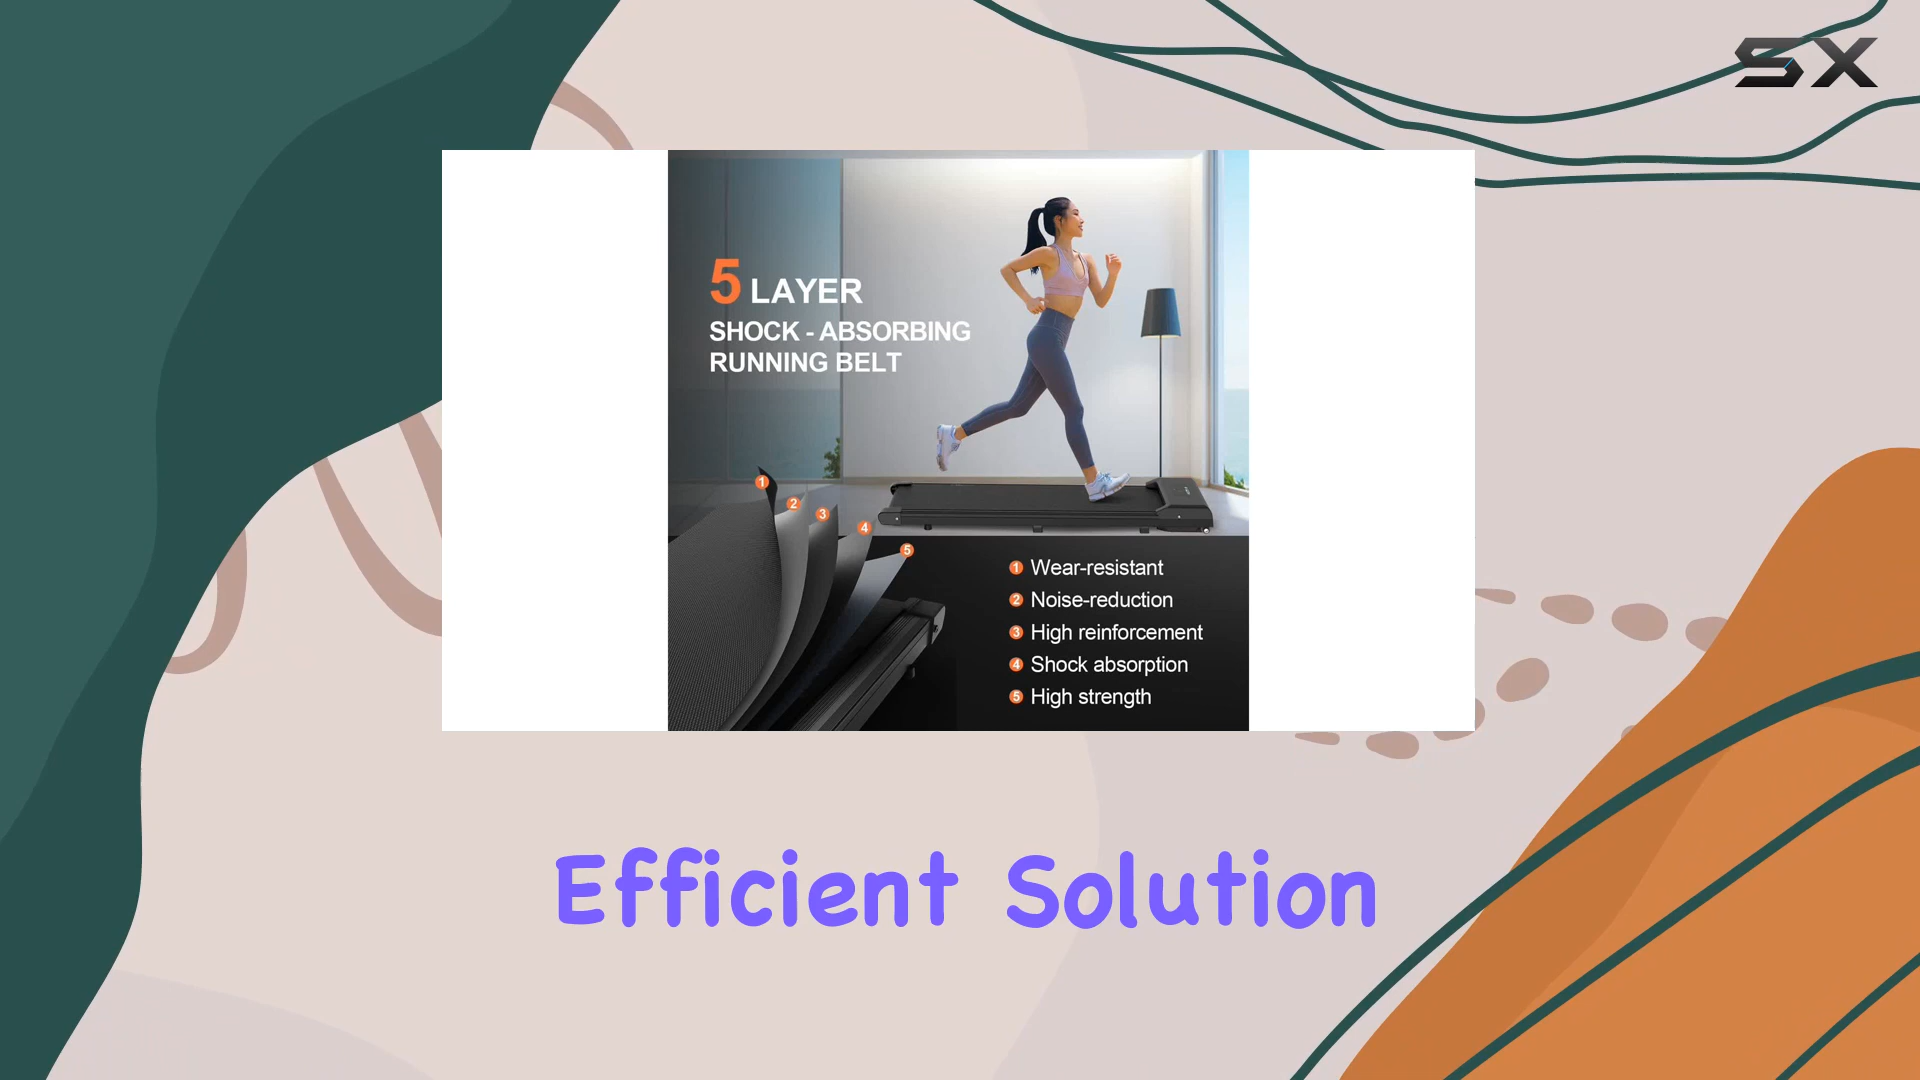 SX
5 LAYER
SHOCK - ABSORBING
RUNNING BELT
1
2
3
4
5
1 Wear-resistant
2 Noise-reduction
3 High reinforcement
4 Shock absorption
5 High strength
Efficient Solution